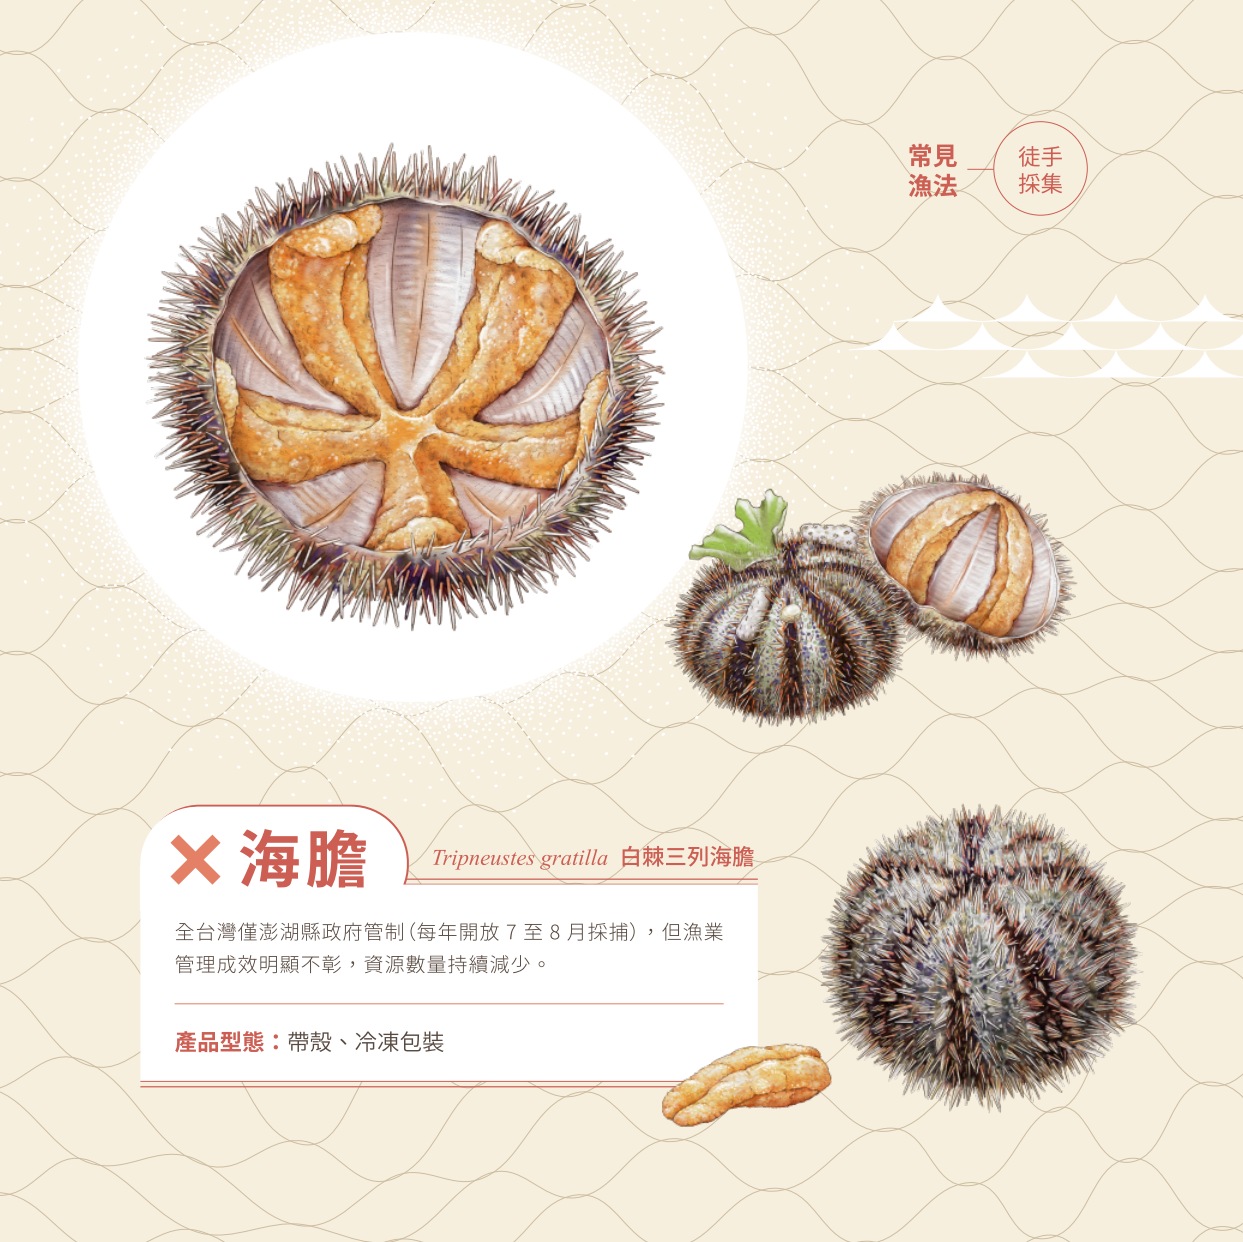 常見
漁法
徒手
採集
海膽
Tripneustes gratilla 白棘三列海膽
全台灣僅澎湖縣政府管制(每年開放 7 至 8 月採捕)，但漁業
管理成效明顯不彰，資源數量持續減少。
產品型態：帶殼、冷凍包裝